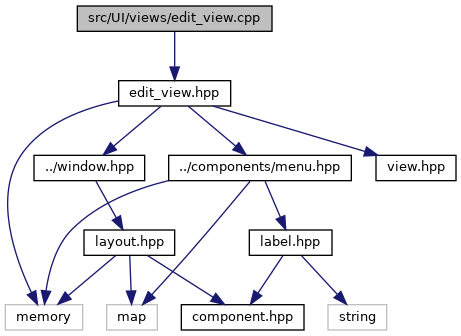 src/UI/views/edit_view.cpp
edit_view.hpp
../window.hpp
../components/menu.hpp
view.hpp
layout.hpp
label.hpp
memory
map
component.hpp
string